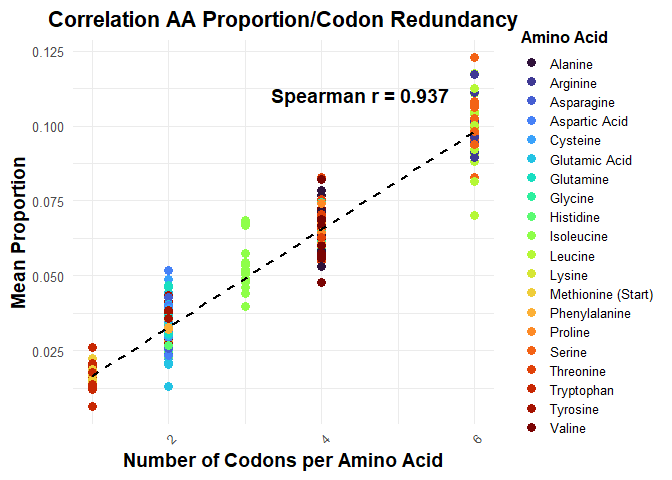 Correlation AA Proportion/Codon Redundancy
Amino Acid
Alanine
Arginine
Asparagine
Aspartic Acid
Cysteine
Glutamic Acid
Glutamine
Glycine
Histidine
Isoleucine
Leucine
Lysine
Methionine (Start)
Phenylalanine
Proline
Serine
Threonine
Tryptophan
Tyrosine
Valine
Spearman r = 0.937
Mean Proportion
0.125
0.100
0.075
0.050
0.025
2
4
6
Number of Codons per Amino Acid